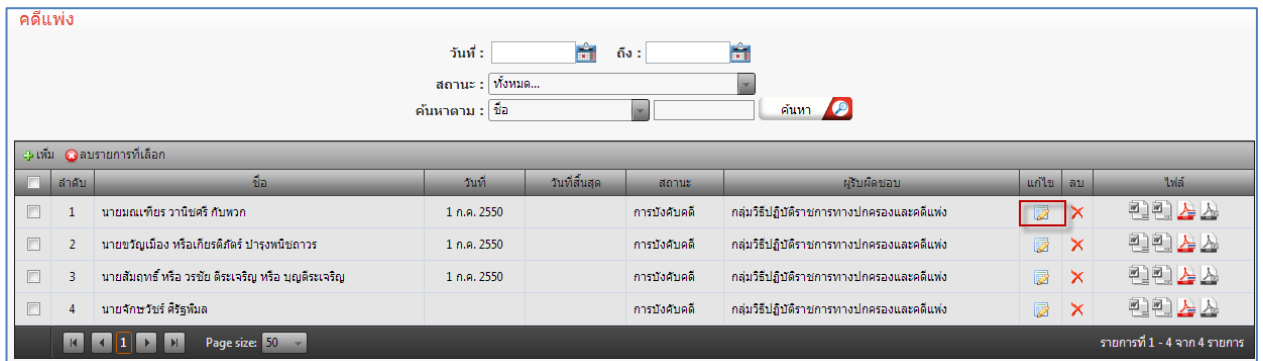 คดีแพ่ง
วันที่ : ถึง :
สถานะ : ทั้งหมด...
ค้นหาตาม : ชื่อ ค้นหา
เพิ่ม ลบรายการที่เลือก
ลำดับ ชื่อ วันที่ วันที่สิ้นสุด สถานะ ผู้รับผิดชอบ แก้ไข ลบ ไฟล์
1 นายมณเฑียร วานิชศรี กับพวก 1 ก.ค. 2550 การบังคับคดี กลุ่มวิธีปฏิบัติราชการทางปกครองและคดีแพ่ง
2 นายขวัญเมือง หรือเกียรติภัตร์ บำรุงพนิชถาวร 1 ก.ค. 2550 การบังคับคดี กลุ่มวิธีปฏิบัติราชการทางปกครองและคดีแพ่ง
3 นายสัมฤทธิ์ หรือ วรชัย ติระเจริญ หรือ บุญติระเจริญ 1 ก.ค. 2550 การบังคับคดี กลุ่มวิธีปฏิบัติราชการทางปกครองและคดีแพ่ง
4 นายจักษวัชร์ ศิริฐพิมล การบังคับคดี กลุ่มวิธีปฏิบัติราชการทางปกครองและคดีแพ่ง
1 Page size: 50 รายการที่ 1 - 4 จาก 4 รายการ